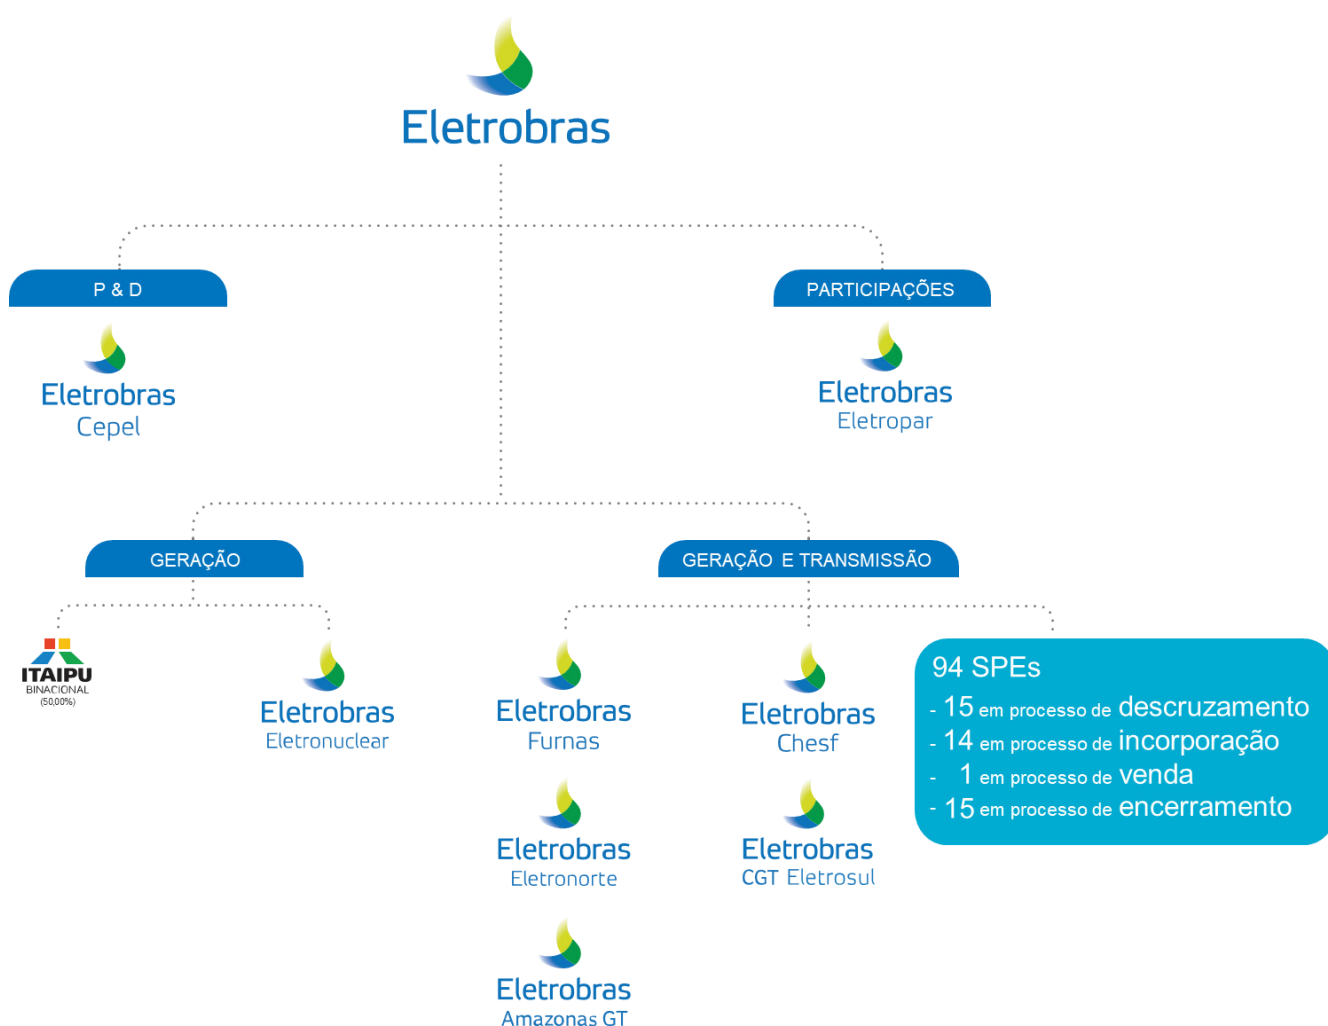 Eletrobras
P & D
PARTICIPAÇÕES
Eletrobras
Cepel
Eletrobras
Eletropar
GERAÇÃO
GERAÇÃO E TRANSMISSÃO
ITAIPU
BINACIONAL
(50,00%)
Eletrobras
Eletronuclear
Eletrobras
Furnas
Eletrobras
Chesf
Eletrobras
Eletronorte
Eletrobras
CGT Eletrosul
Eletrobras
Amazonas GT
94 SPEs
- 15 em processo de descruzamento
- 14 em processo de incorporação
- 1 em processo de venda
- 15 em processo de encerramento